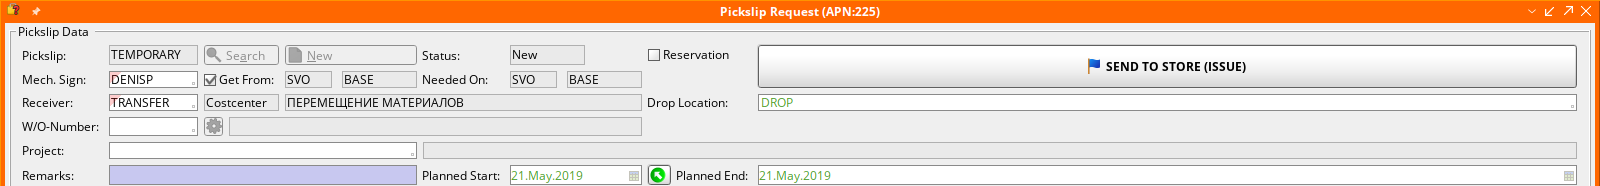 Pickslip Request (APN:225)
Pickslip Data
Pickslip: TEMPORARY Search New Status: New Reservation SEND TO STORE (ISSUE)
Mech. Sign: DENISP Get From: SVO BASE Needed On: SVO BASE
Receiver: TRANSFER Costcenter ПЕРЕМЕЩЕНИЕ МАТЕРИАЛОВ Drop Location: DROP
W/O-Number:
Project:
Remarks: Planned Start: 21.May.2019 Planned End: 21.May.2019